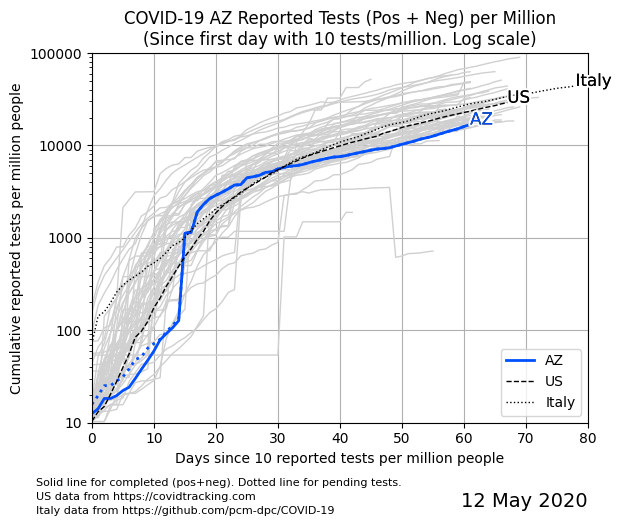 COVID-19 AZ Reported Tests (Pos + Neg) per Million
(Since first day with 10 tests/million. Log scale)
Cumulative reported tests per million people
100000
10000
1000
100
10
Italy
US
AZ
AZ
US
Italy
0 10 20 30 40 50 60 70 80
Days since 10 reported tests per million people
Solid line for completed (pos+neg). Dotted line for pending tests.
US data from https://covidtracking.com
Italy data from https://github.com/pcm-dpc/COVID-19
12 May 2020